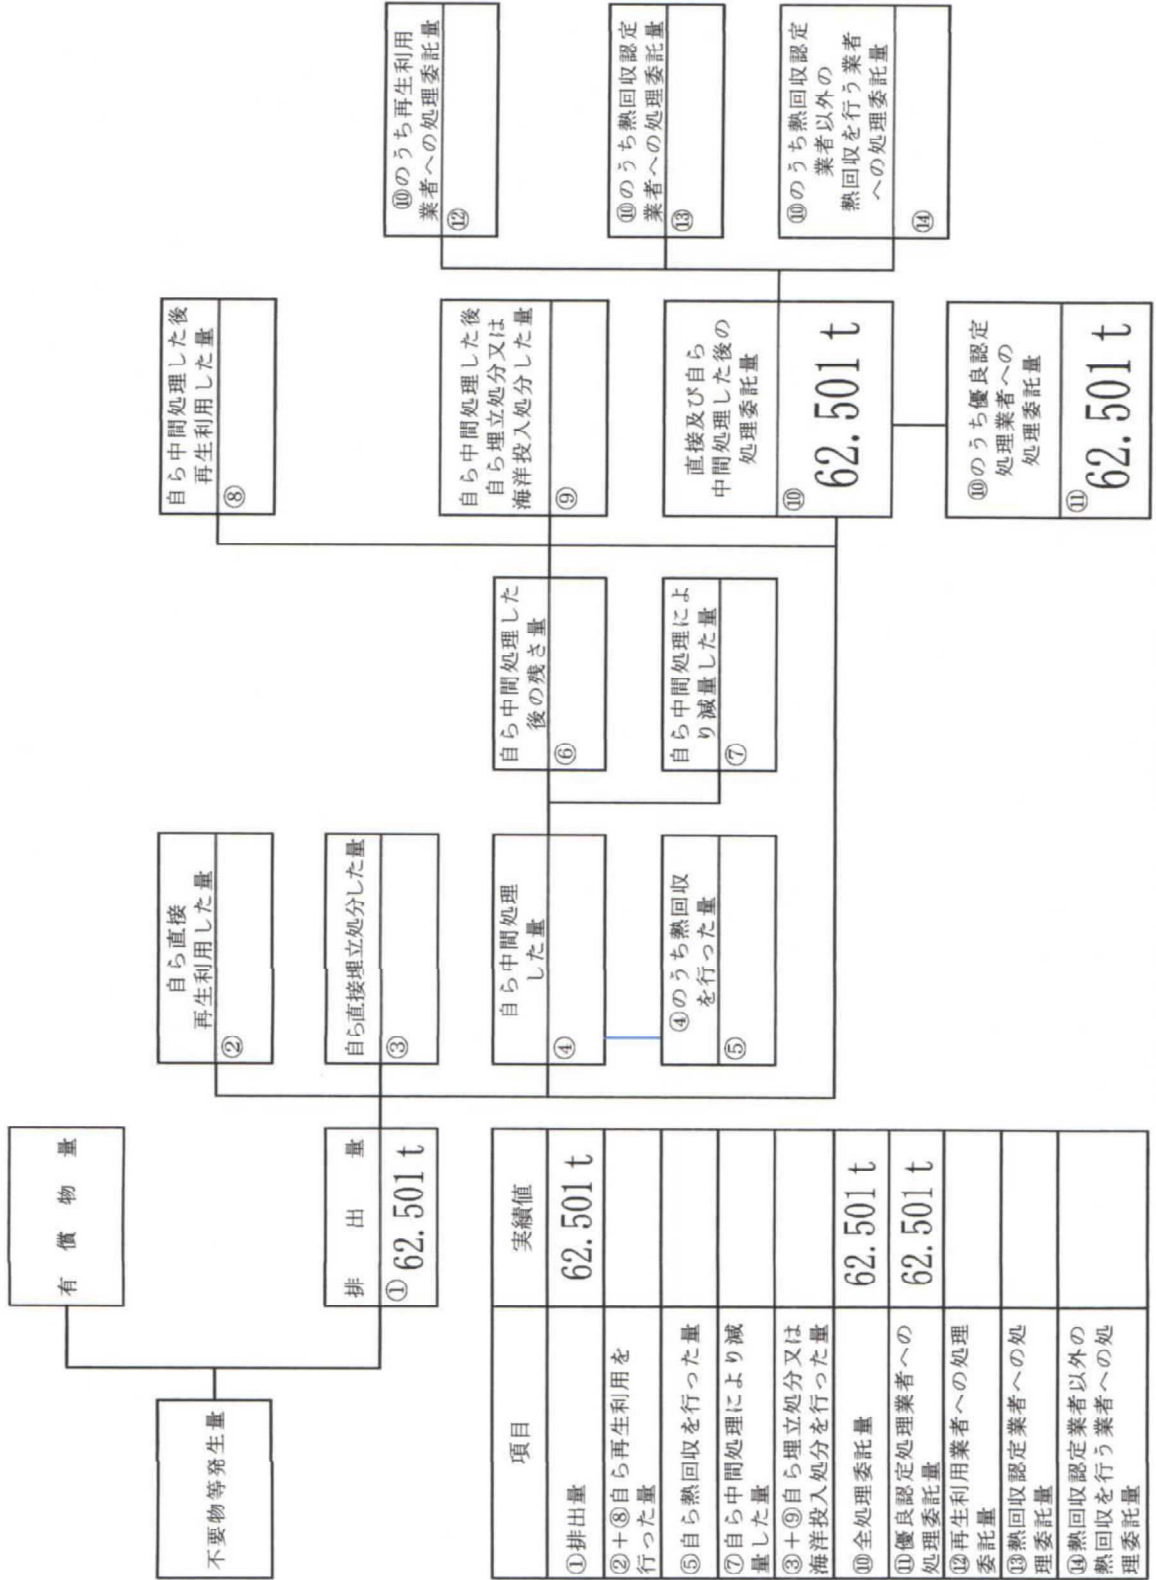 不要物等発生量
有償物量
排出量
①62.501 t
自ら直接
再生利用した量
②
自ら直接埋立処分した量
③
自ら中間処理
した量
④
④のうち熱回収
を行った量
⑤
自ら中間処理した
後の残さ量
⑥
自ら中間処理によ
り減量した量
⑦
自ら中間処理した後
再生利用した量
⑧
自ら中間処理した後
自ら埋立処分又は
海洋投入処分した量
⑨
直接及び自ら
中間処理した後の
処理委託量
⑩
62.501 t
⑩のうち優良認定
処理業者への
処理委託量
⑪
62.501 t
⑩のうち再生利用
業者への処理委託量
⑫
⑩のうち熱回収認定
業者への処理委託量
⑬
⑩のうち熱回収認定
業者以外の
熱回収を行う業者
への処理委託量
⑭
項目 実績値
①排出量 62.501 t
②+⑧自ら再生利用を
行った量
⑤自ら熱回収を行った量
⑦自ら中間処理により減
量した量
③+⑨自ら埋立処分又は
海洋投入処分を行った量
⑩全処理委託量 62.501 t
⑪優良認定処理業者への
処理委託量 62.501 t
⑫再生利用業者への処理
委託量
⑬熱回収認定業者への処
理委託量
⑭熱回収認定業者以外の
熱回収を行う業者への処
理委託量